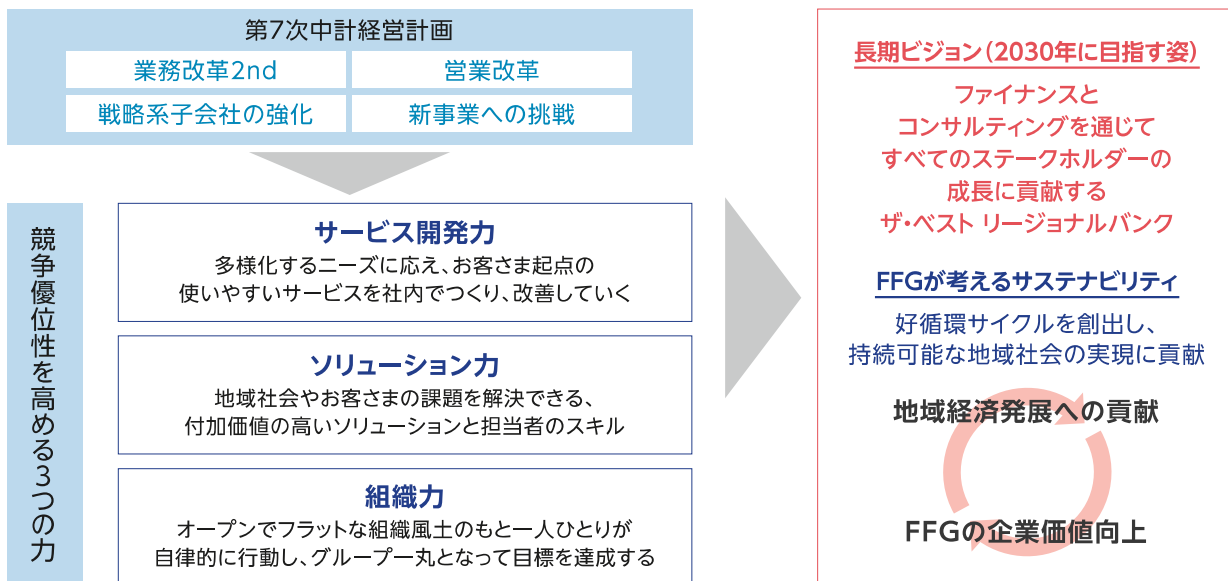 第7次中計経営計画
業務改革2nd
営業改革
戦略系子会社の強化
新事業への挑戦
競争優位性を高める3つの力
サービス開発力
多様化するニーズに応え、お客さま起点の
使いやすいサービスを社内でつくり、改善していく
ソリューション力
地域社会やお客さまの課題を解決できる、
付加価値の高いソリューションと担当者のスキル
組織力
オープンでフラットな組織風土のもと一人ひとりが
自律的に行動し、グループ一丸となって目標を達成する
長期ビジョン(2030年に目指す姿)
ファイナンスと
コンサルティングを通じて
すべてのステークホルダーの
成長に貢献する
ザ・ベスト リージョナルバンク
FFGが考えるサステナビリティ
好循環サイクルを創出し、
持続可能な地域社会の実現に貢献
地域経済発展への貢献
FFGの企業価値向上